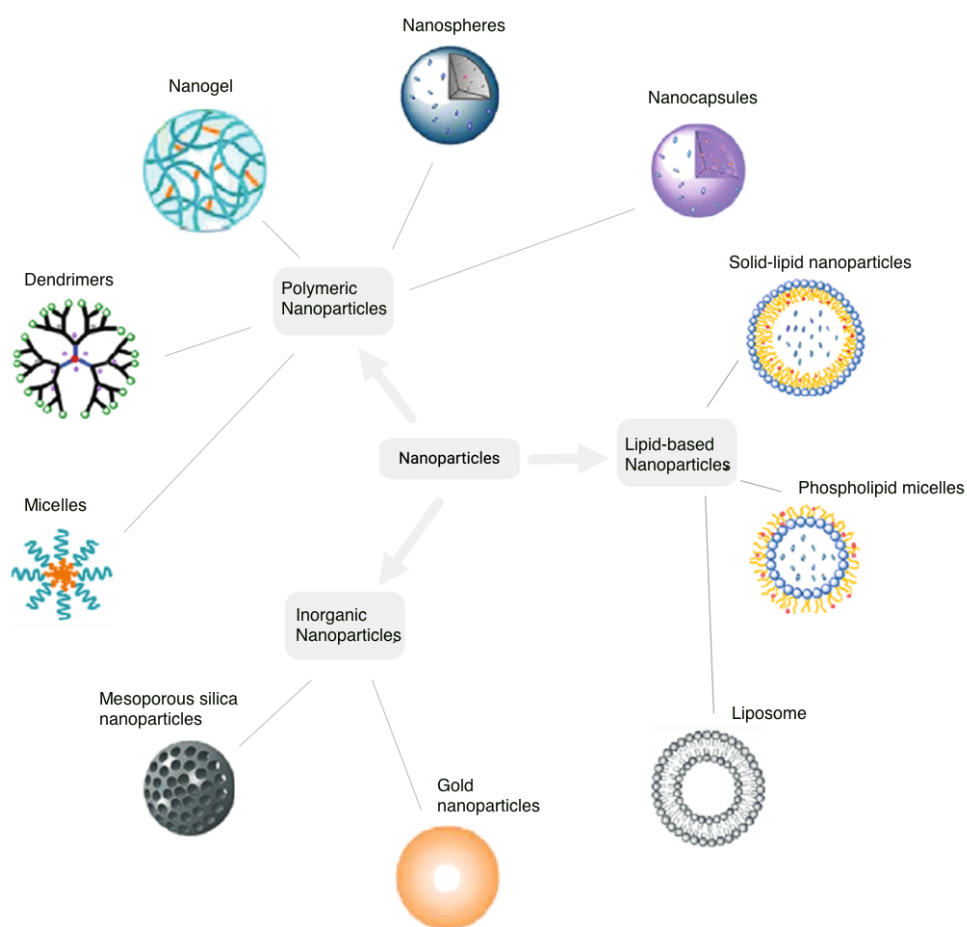 Nanospheres
Nanogel
Nanocapsules
Solid-lipid nanoparticles
Dendrimers
Polymeric
Nanoparticles
Nanoparticles
Lipid-based
Nanoparticles
Phospholipid micelles
Micelles
Inorganic
Nanoparticles
Mesoporous silica
nanoparticles
Liposome
Gold
nanoparticles